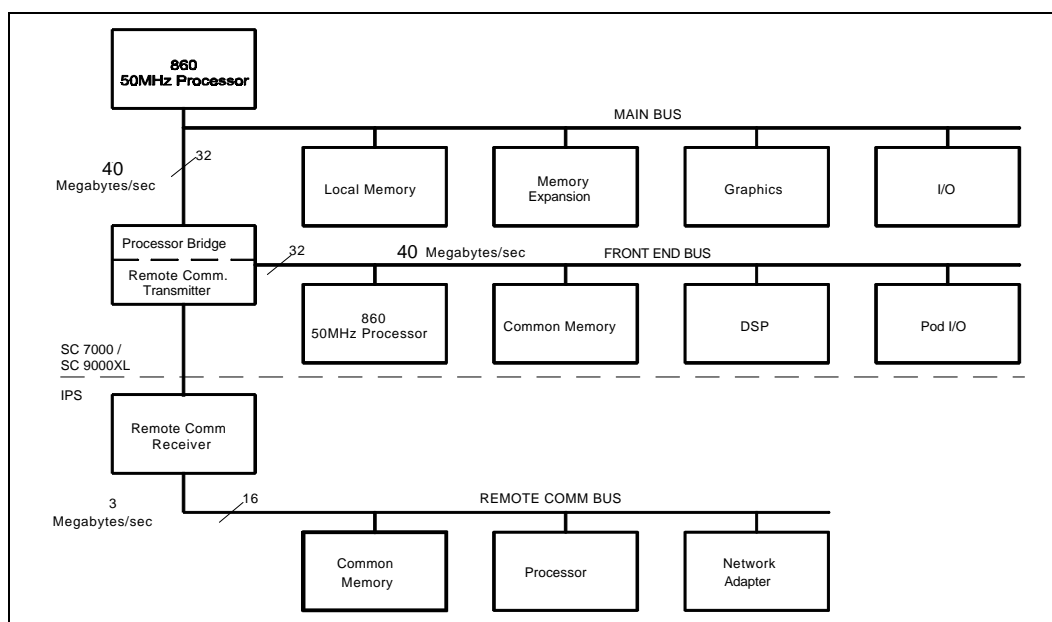 860
50MHz Processor
MAIN BUS
40
Megabytes/sec
32
Local Memory
Memory
Expansion
Graphics
I/O
Processor Bridge
Remote Comm.
Transmitter
32
40 Megabytes/sec
FRONT END BUS
860
50MHz Processor
Common Memory
DSP
Pod I/O
SC 7000 /
SC 9000XL
IPS
Remote Comm
Receiver
3
Megabytes/sec
16
REMOTE COMM BUS
Common
Memory
Processor
Network
Adapter